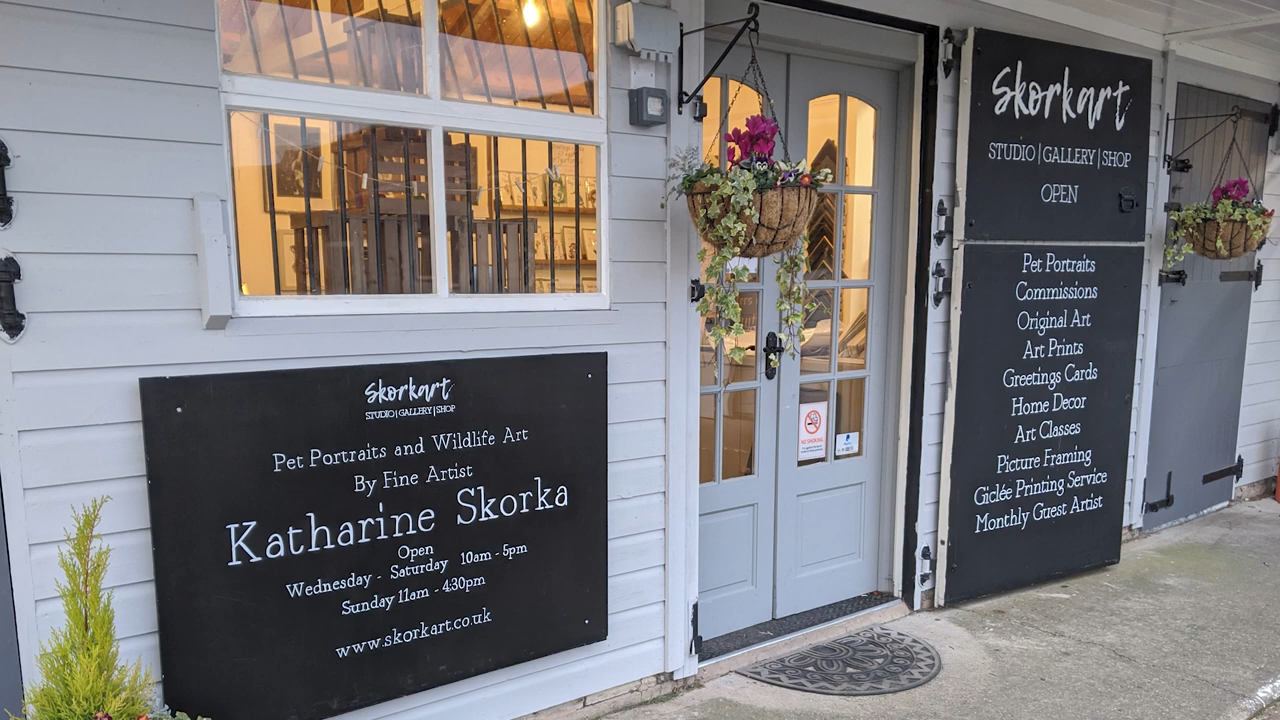 Skorkart
STUDIO|GALLERY|SHOP
Pet Portraits and Wildlife Art
By Fine Artist
Katharine Skorka
Open
Wednesday - Saturday 10am - 5pm
Sunday 11am - 4:30pm
www.skorkart.co.uk
NO SMOKING
Skorkart
STUDIO|GALLERY|SHOP
OPEN
Pet Portraits
Commissions
Original Art
Art Prints
Greetings Cards
Home Decor
Art Classes
Picture Framing
Giclée Printing Service
Monthly Guest Artist